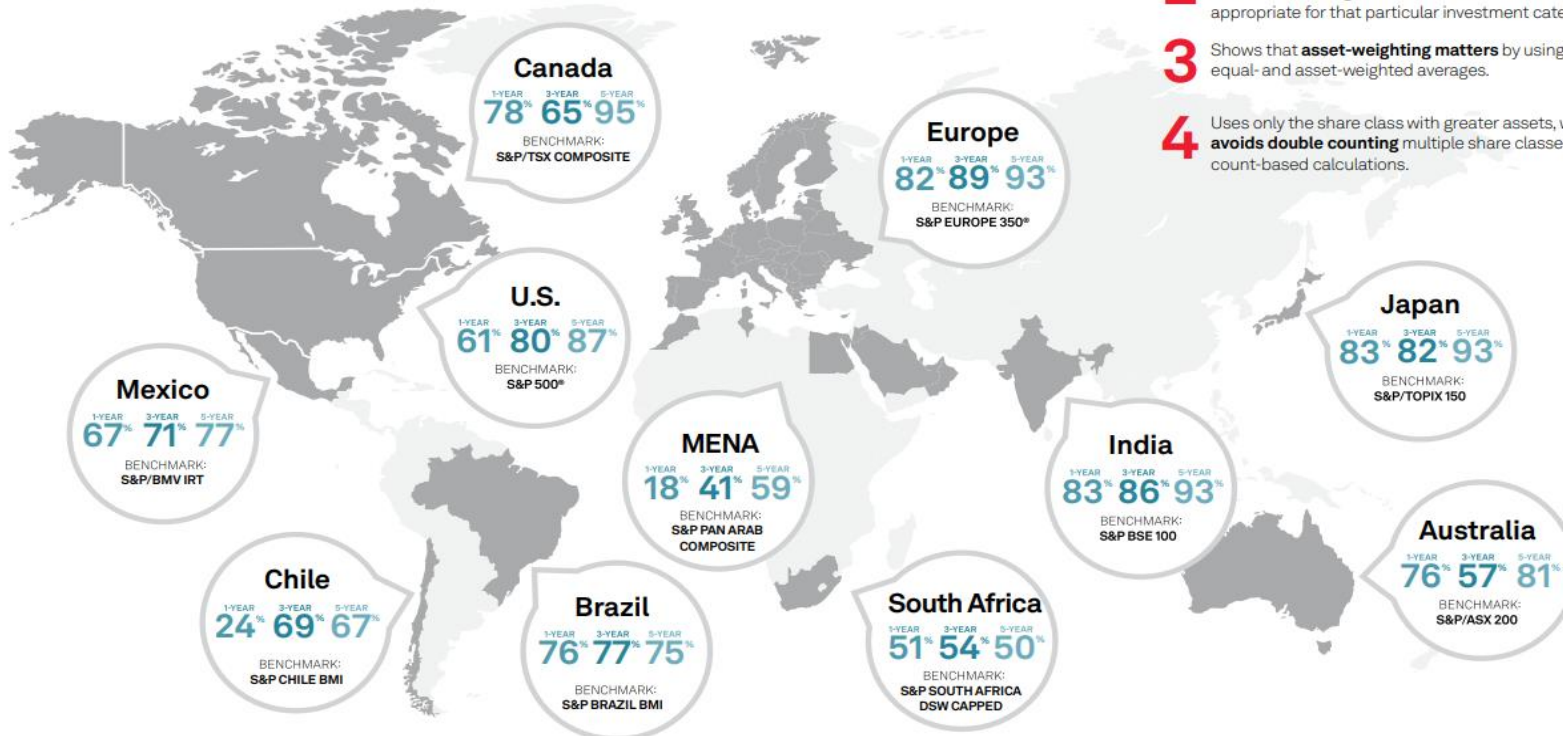 2
appropriate for that particular investment
3
Shows that asset-weighting matters by using
equal- and asset-weighted averages.
4
Uses only the share class with greater assets,
avoids double counting multiple share
count-based calculations.
Canada
1-YEAR 3-YEAR 5-YEAR
78% 65% 95%
BENCHMARK:
S&P/TSX COMPOSITE
Europe
1-YEAR 3-YEAR 5-YEAR
82% 89% 93%
BENCHMARK:
S&P EUROPE 350®
U.S.
1-YEAR 3-YEAR 5-YEAR
61% 80% 87%
BENCHMARK:
S&P 500®
Japan
1-YEAR 3-YEAR 5-YEAR
83% 82% 93%
BENCHMARK:
S&P/TOPIX 150
Mexico
1-YEAR 3-YEAR 5-YEAR
67% 71% 77%
BENCHMARK:
S&P/BMV IRT
MENA
1-YEAR 3-YEAR 5-YEAR
18% 41% 59%
BENCHMARK:
S&P PAN ARAB
COMPOSITE
India
1-YEAR 3-YEAR 5-YEAR
83% 86% 93%
BENCHMARK:
S&P BSE 100
Australia
1-YEAR 3-YEAR 5-YEAR
76% 57% 81%
BENCHMARK:
S&P/ASX 200
Chile
1-YEAR 3-YEAR 5-YEAR
24% 69% 67%
BENCHMARK:
S&P CHILE BMI
Brazil
1-YEAR 3-YEAR 5-YEAR
76% 77% 75%
BENCHMARK:
S&P BRAZIL BMI
South Africa
1-YEAR 3-YEAR 5-YEAR
51% 54% 50%
BENCHMARK:
S&P SOUTH AFRICA
DSW CAPPED